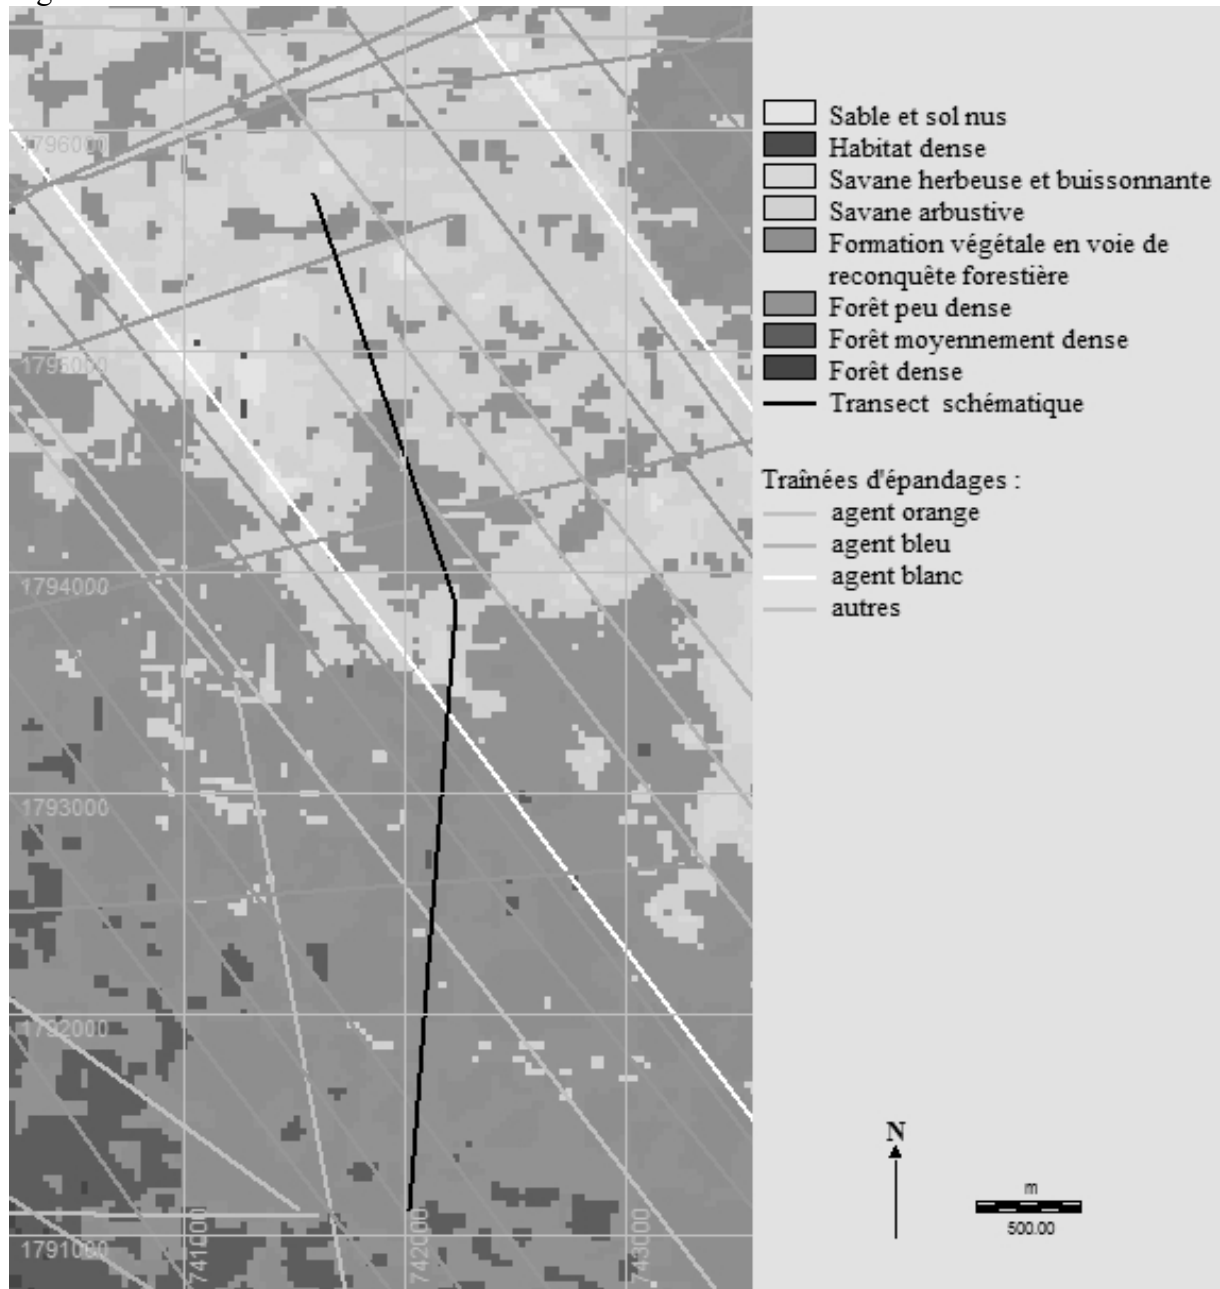 1796000
1795000
1794000
1793000
1792000
1791000
741000
742000
743000
Sable et sol nus
Habitat dense
Savane herbeuse et buissonnante
Savane arbustive
Formation végétale en voie de
reconquête forestière
Forêt peu dense
Forêt moyennement dense
Forêt dense
Transect schématique
Traînées d'épandages :
agent orange
agent bleu
agent blanc
autres
N
m
500.00